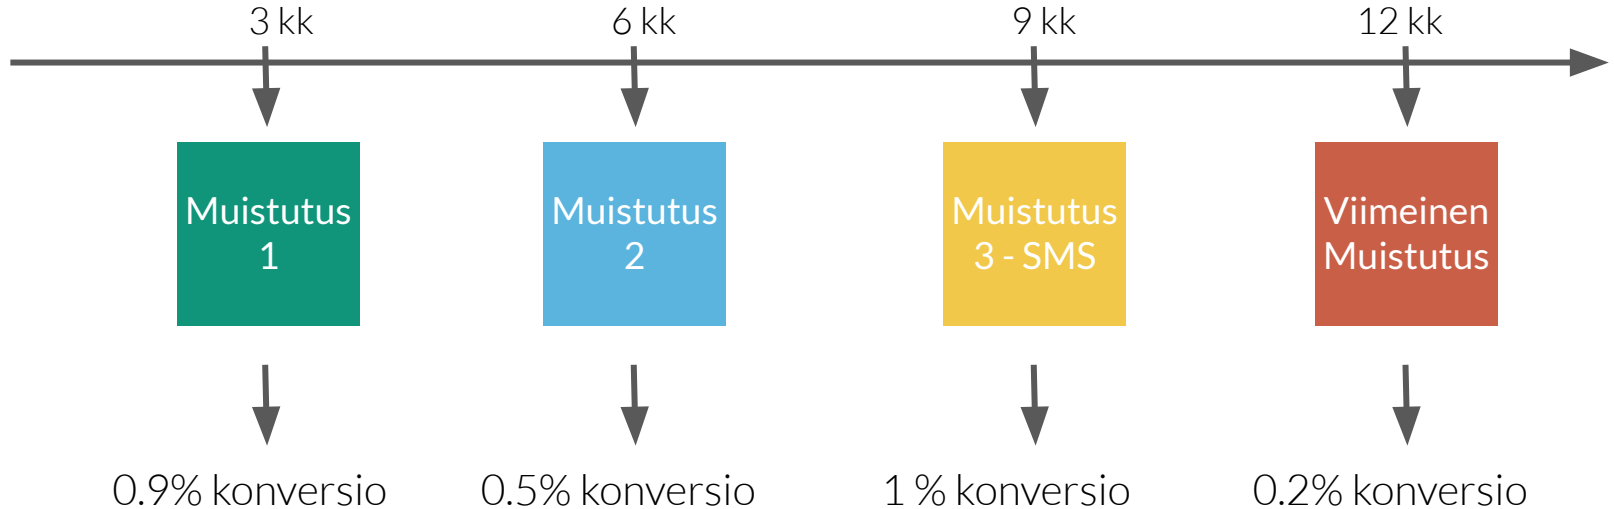 3 kk
6 kk
9 kk
12 kk
Muistutus
1
Muistutus
2
Muistutus
3 - SMS
Viimeinen
Muistutus
0.9% konversio
0.5% konversio
1 % konversio
0.2% konversio